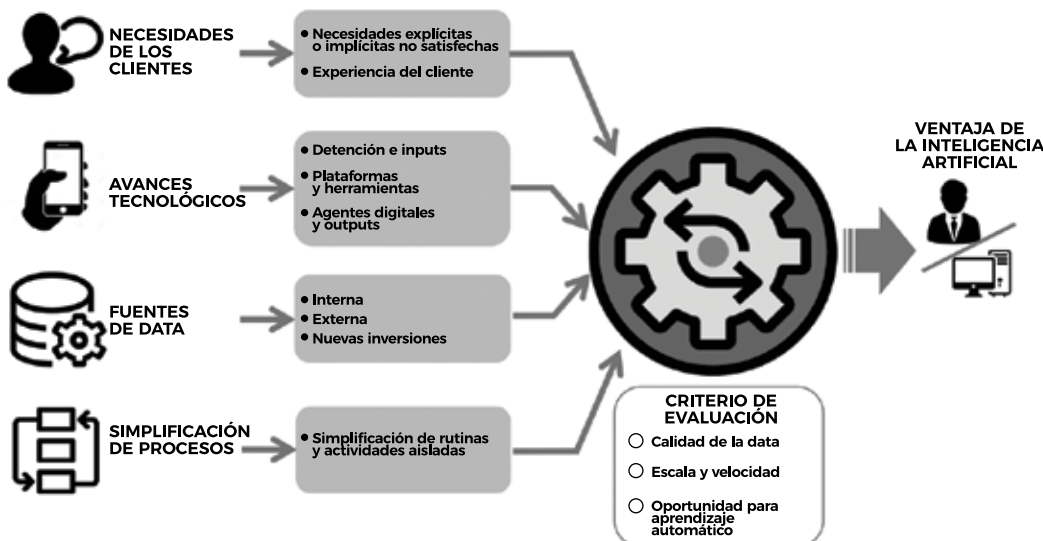 NECESIDADES
DE LOS
CLIENTES
• Necesidades explícitas
o implícitas no satisfechas
• Experiencia del cliente
AVANCES
TECNOLÓGICOS
• Detención e inputs
• Plataformas
y herramientas
• Agentes digitales
y outputs
FUENTES
DE DATA
• Interna
• Externa
• Nuevas inversiones
SIMPLIFICACIÓN
DE PROCESOS
• Simplificación de rutinas
y actividades aisladas
CRITERIO DE
EVALUACIÓN
Calidad de la data
Escala y velocidad
Oportunidad para
aprendizaje
automático
VENTAJA DE
LA INTELIGENCIA
ARTIFICIAL